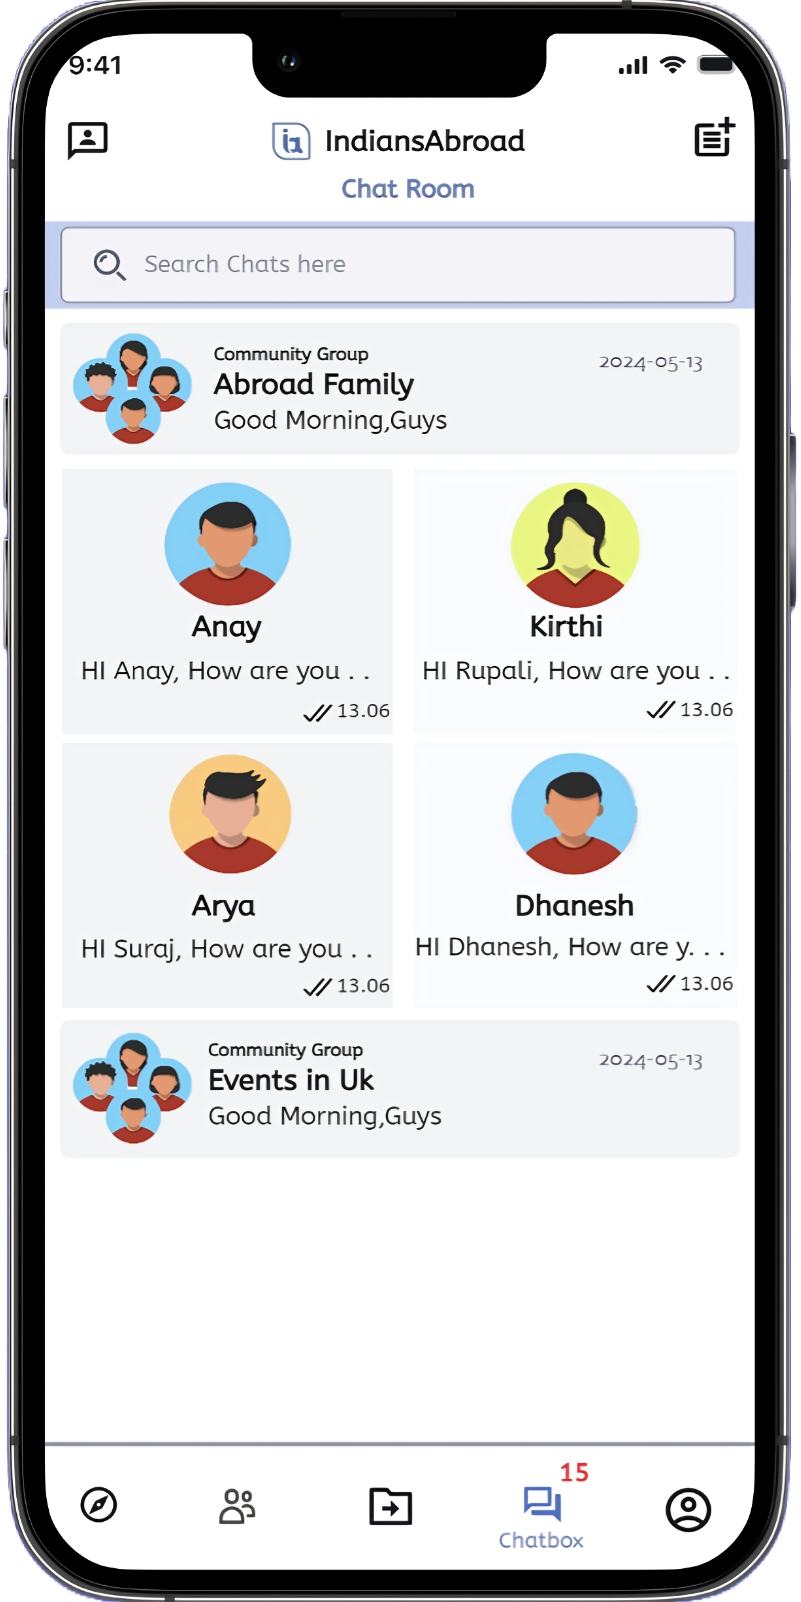 9:41
IndiansAbroad
Chat Room
Search Chats here
Community Group
2024-05-13
Abroad Family
Good Morning,Guys
Anay
HI Anay, How are you . .
13.06
Kirthi
HI Rupali, How are you . .
13.06
Arya
HI Suraj, How are you . .
13.06
Dhanesh
HI Dhanesh, How are y. . .
13.06
Community Group
2024-05-13
Events in Uk
Good Morning,Guys
15
Chatbox